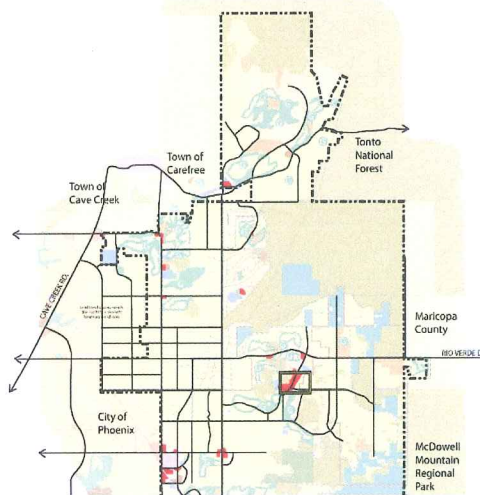 Tonto
National
Forest
Town of
Carefree
Town of
Cave Creek
CAVE CREEK RD.
Maricopa
County
RIO VERDE D
City of
Phoenix
McDowell
Mountain
Regional
Park